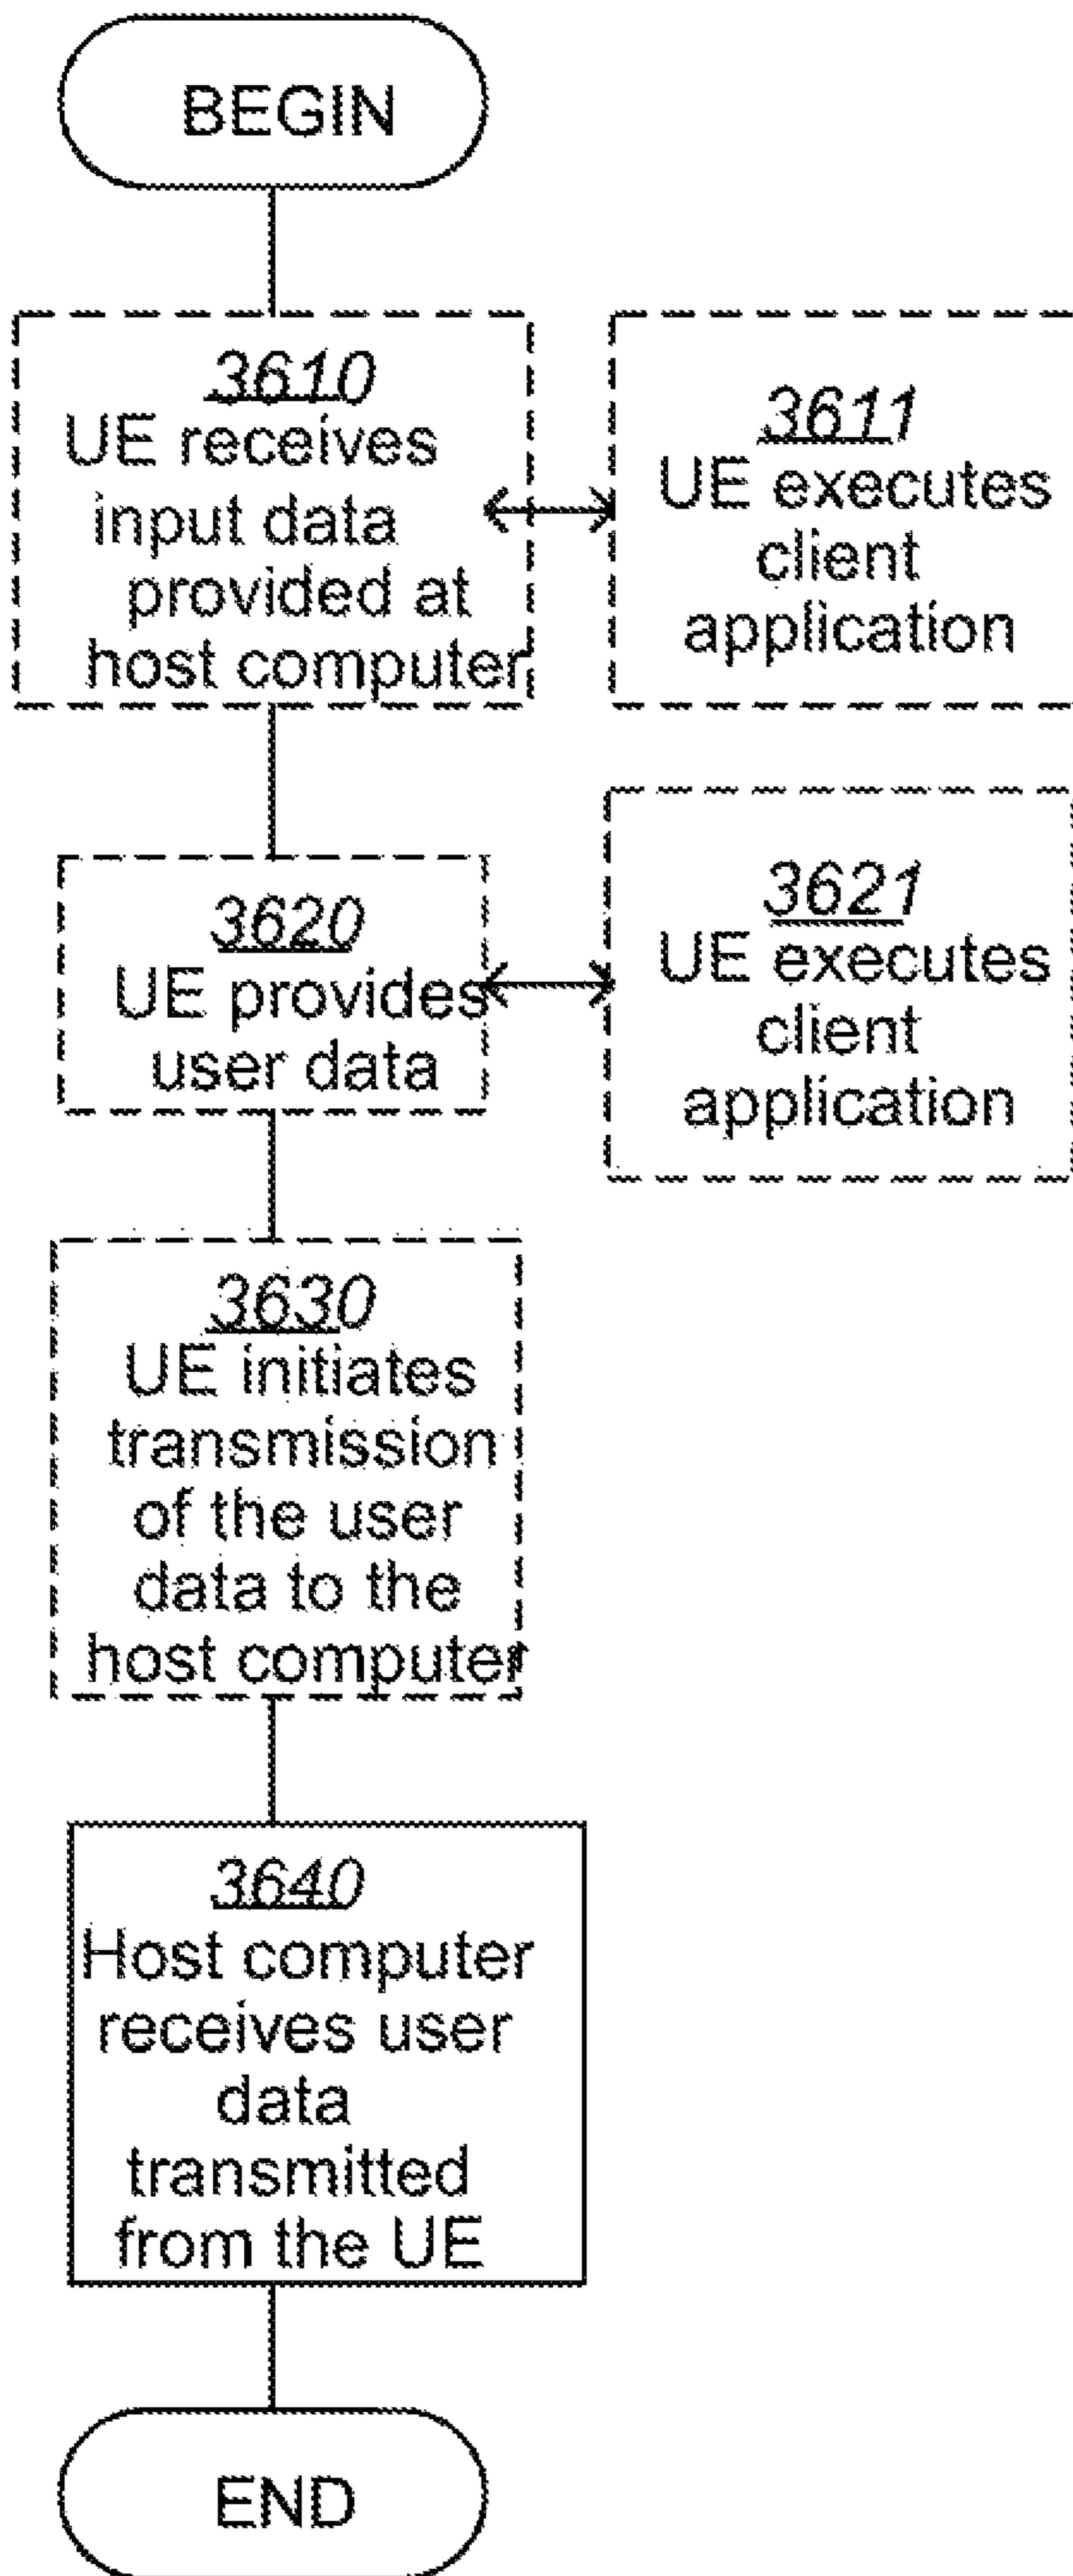 BEGIN
3610
UE receives
input data
provided at
host computer
3611
UE executes
client
application
3620
UE provides
user data
3621
UE executes
client
application
3630
UE initiates
transmission
of the user
data to the
host computer
3640
Host computer
receives user
data
transmitted
from the UE
END